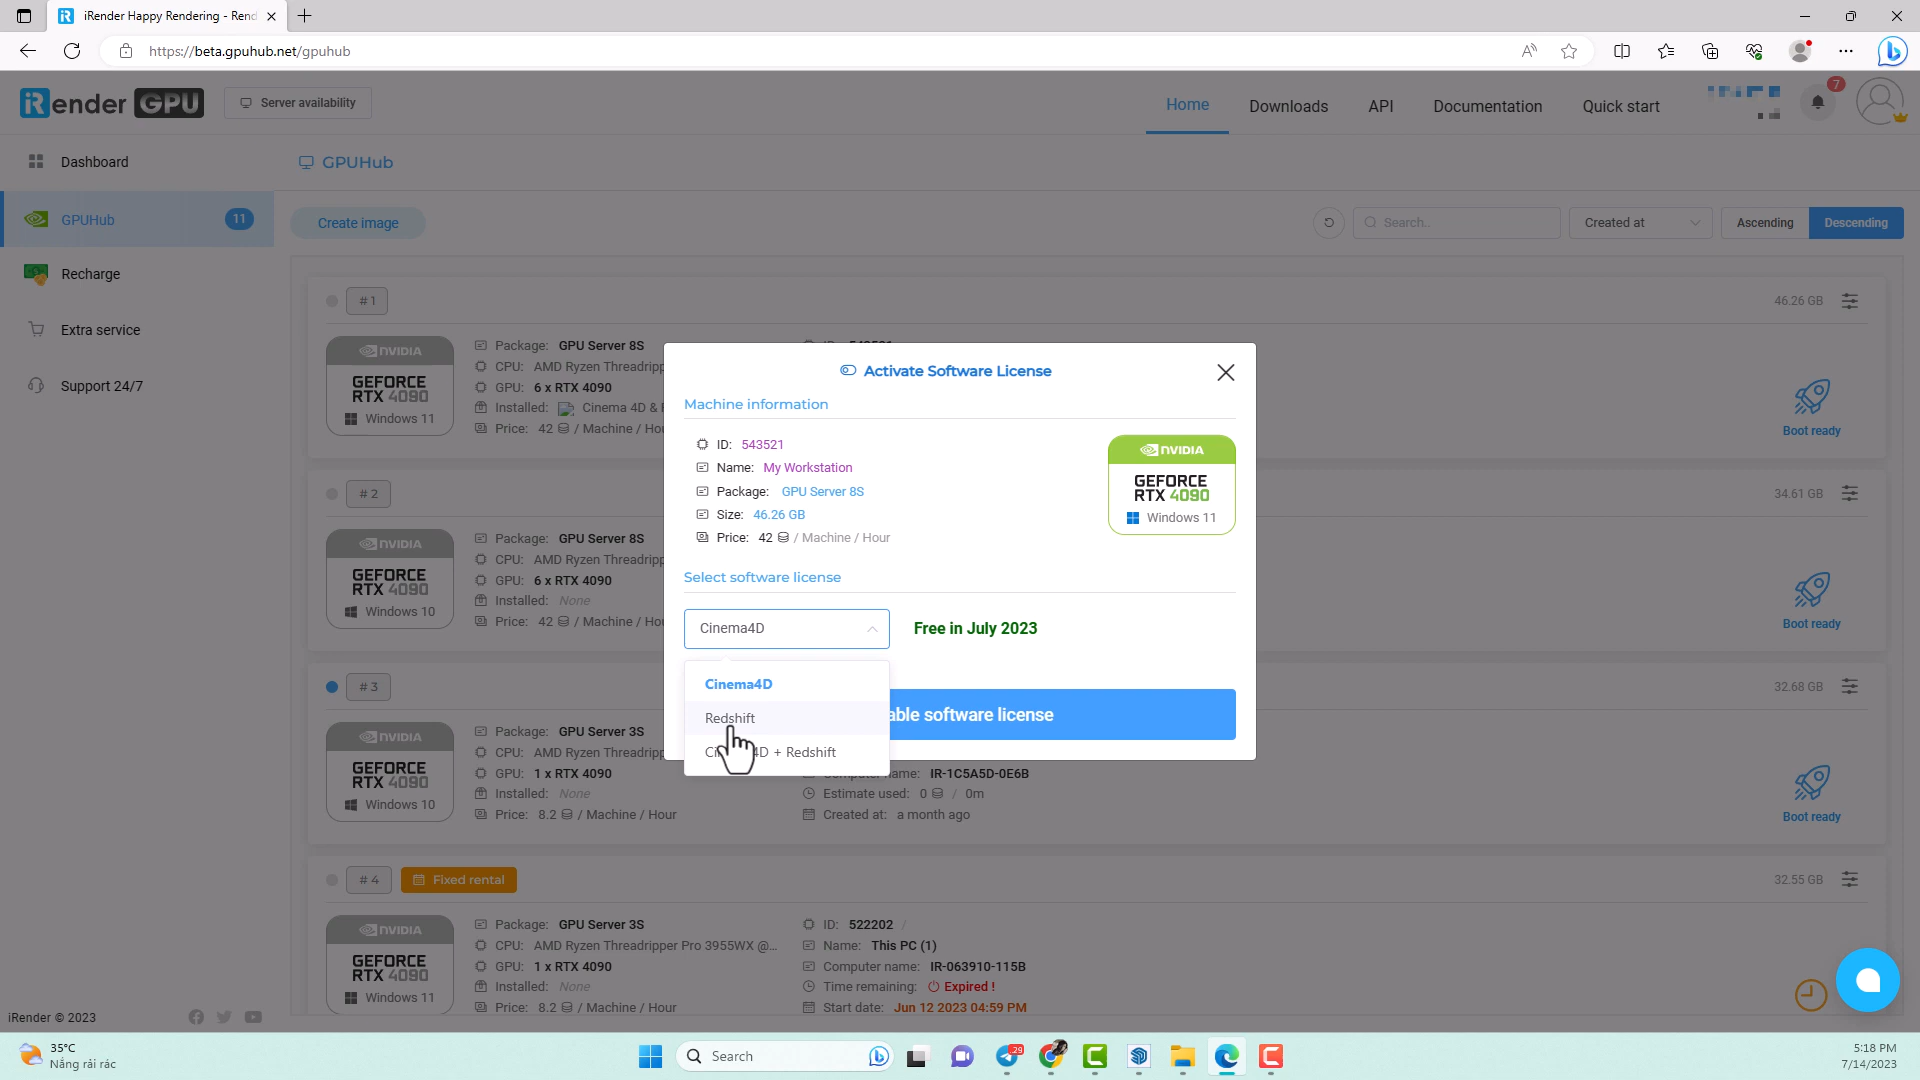 iRender Happy Rendering - Rend
https://beta.gpuhub.net/gpuhub
iRender GPU
Server availability
Home
Downloads
API
Documentation
Quick start
7
Dashboard
GPUHub
11
Recharge
Extra service
Support 24/7
GPUHub
Create image
Search..
Created at
Ascending
Descending
#1
46.26 GB
NVIDIA
GEFORCE
RTX 4090
Windows 11
Package: GPU Server 8S
CPU: AMD Ryzen Threadripp
GPU: 6 x RTX 4090
Installed: Cinema 4D &
Price: 42 / Machine / Hou
Boot ready
#2
34.61 GB
NVIDIA
GEFORCE
RTX 4090
Windows 10
Package: GPU Server 8S
CPU: AMD Ryzen Threadripp
GPU: 6 x RTX 4090
Installed: None
Price: 42 / Machine / Hou
Boot ready
Activate Software License
Machine information
ID: 543521
Name: My Workstation
Package: GPU Server 8S
Size: 46.26 GB
Price: 42 / Machine / Hour
NVIDIA
GEFORCE
RTX 4090
Windows 11
Select software license
Cinema4D
Free in July 2023
Cinema4D
Redshift
4D + Redshift
able software license
#3
32.68 GB
NVIDIA
GEFORCE
RTX 4090
Windows 10
Package: GPU Server 3S
CPU: AMD Ryzen Threadripp
GPU: 1 x RTX 4090
Installed: None
Price: 8.2 / Machine / Hour
ame: IR-1C5A5D-0E6B
Estimate used: 0 / 0m
Created at: a month ago
Boot ready
#4
Fixed rental
32.55 GB
NVIDIA
GEFORCE
RTX 4090
Windows 11
Package: GPU Server 3S
CPU: AMD Ryzen Threadripper Pro 3955WX @...
GPU: 1 x RTX 4090
Installed: None
Price: 8.2 / Machine / Hour
ID: 522202 /
Name: This PC (1)
Computer name: IR-063910-115B
Time remaining: Expired !
Start date: Jun 12 2023 04:59 PM
iRender © 2023
35°C
Nắng rải rác
Search
29
5:18 PM
7/14/2023